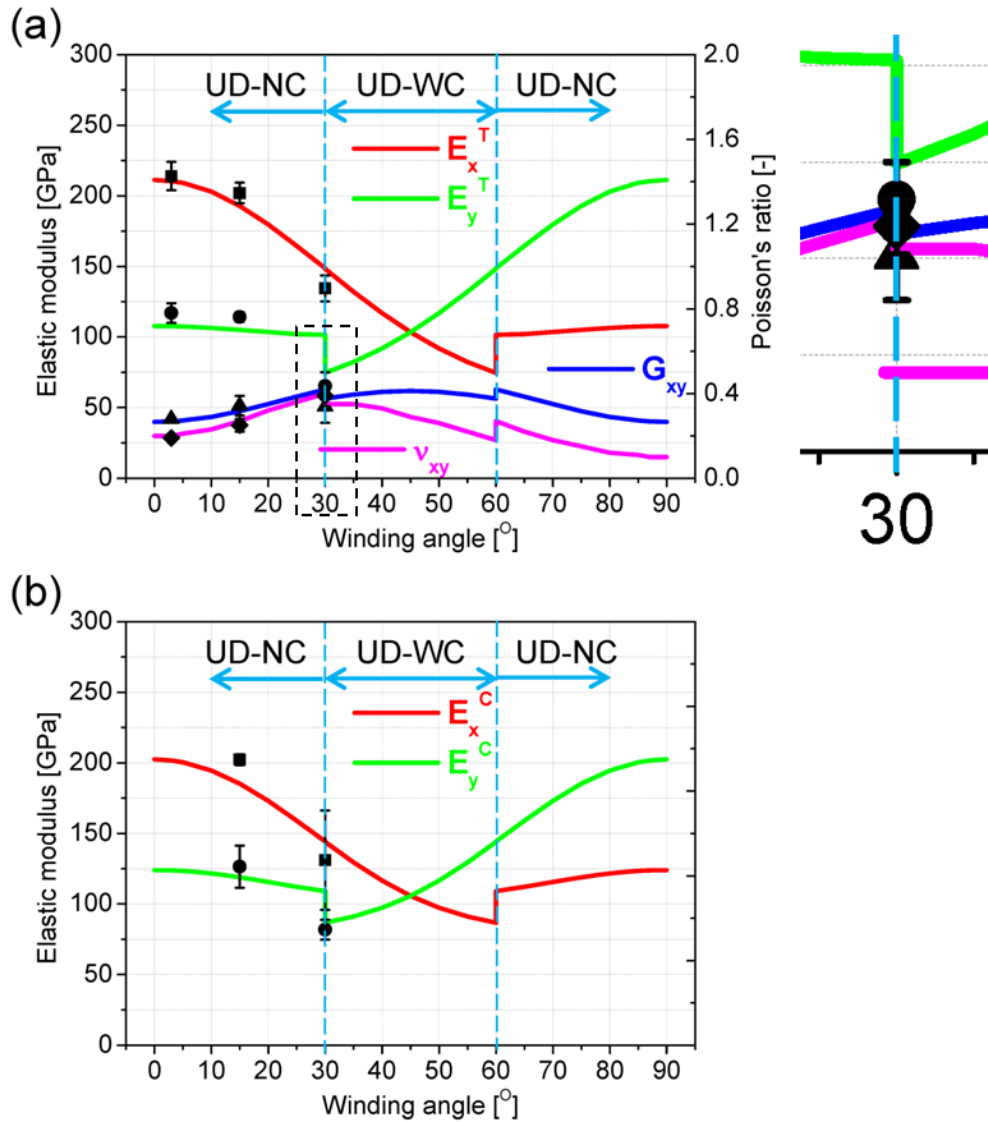 (a)
300
250
200
150
100
50
0
Elastic modulus [GPa]
UD-NC
UD-WC
UD-NC
E_x^T
E_y^T
G_xy
ν_xy
2.0
1.6
1.2
0.8
0.4
0.0
Poisson's ratio [-]
0 10 20 30 40 50 60 70 80 90
Winding angle [°]
30
(b)
300
250
200
150
100
50
0
Elastic modulus [GPa]
UD-NC
UD-WC
UD-NC
E_x^C
E_y^C
0 10 20 30 40 50 60 70 80 90
Winding angle [°]